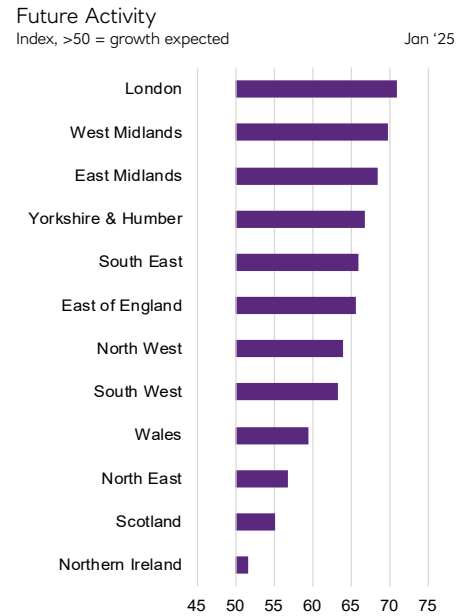 Future Activity
Index, >50 = growth expected
Jan ‘25
London
West Midlands
East Midlands
Yorkshire & Humber
South East
East of England
North West
South West
Wales
North East
Scotland
Northern Ireland
45 50 55 60 65 70 75